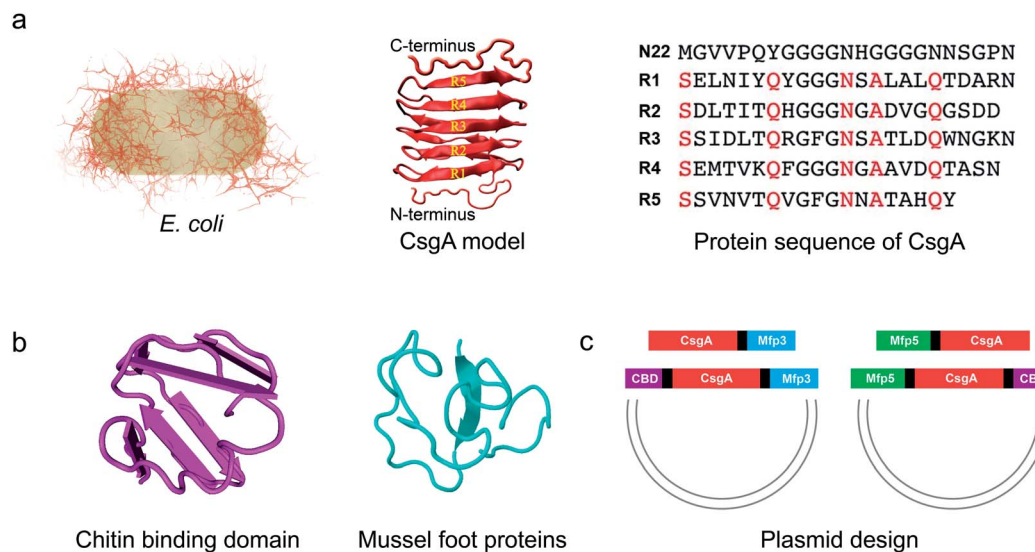 a
E. coli
C-terminus
R5
R4
R3
R2
R1
N-terminus
CsgA model
N22 MGVVPQYGGGGNHGGGGNNSGPN
R1 SELNIYQYGGGNSALALQTDARN
R2 SDLTITQHGGGNGADVGQGSDD
R3 SSIDLTQRGFGNSATLDQWNGKN
R4 SEMTVKQFGGGNGAAVDQTASN
R5 SSVNVTQVGFGNNATAHQY
Protein sequence of CsgA
b
Chitin binding domain
Mussel foot proteins
c
CsgA Mfp3
Mfp5 CsgA
CBD CsgA Mfp3
Mfp5 CsgA CB
Plasmid design